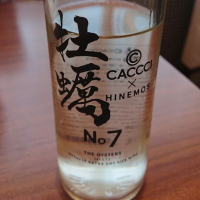 牡蠣
CACCO
×
HINEMOS
No7
THE OYSTERS